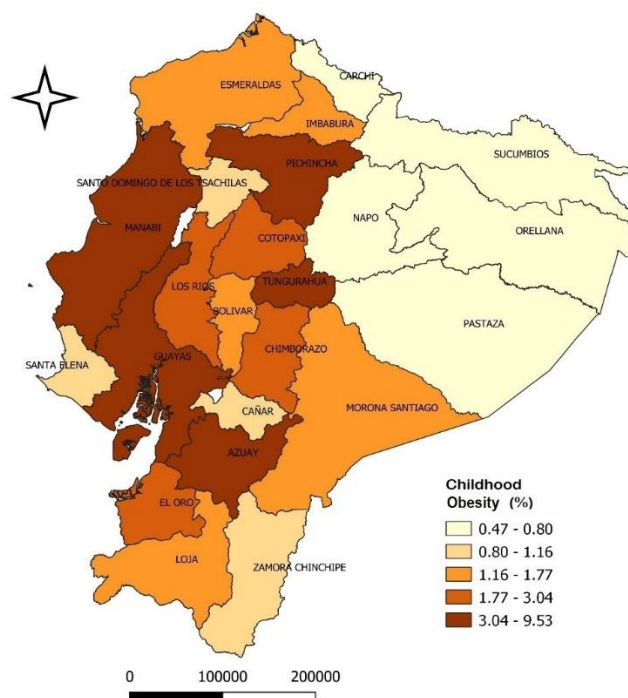 CARCHI
ESMERALDAS
IMBABURA
SUCUMBIOS
PICHINCHA
SANTO DOMINGO DE LOS TSACHILAS
NAPO
ORELLANA
MANABI
COTOPAXI
TUNGURAHUA
LOS RIOS
BOLIVAR
PASTAZA
GUAYAS
CHIMBORAZO
SANTA ELENA
MORONA SANTIAGO
CAÑAR
AZUAY
EL ORO
LOJA
ZAMORA CHINCHIPE
Childhood
Obesity (%)
0.47 - 0.80
0.80 - 1.16
1.16 - 1.77
1.77 - 3.04
3.04 - 9.53
0 100000 200000